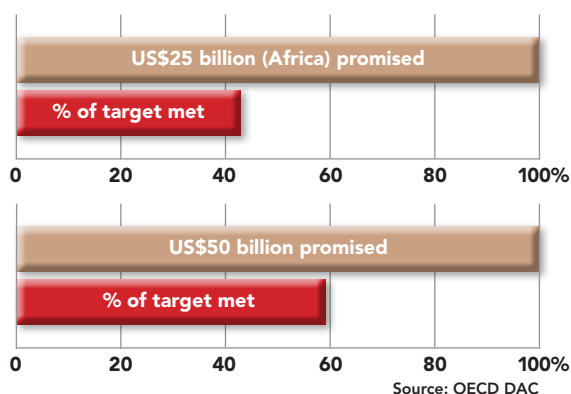 US$25 billion (Africa) promised
% of target met
0 20 40 60 80 100%
US$50 billion promised
% of target met
0 20 40 60 80 100%
Source: OECD DAC